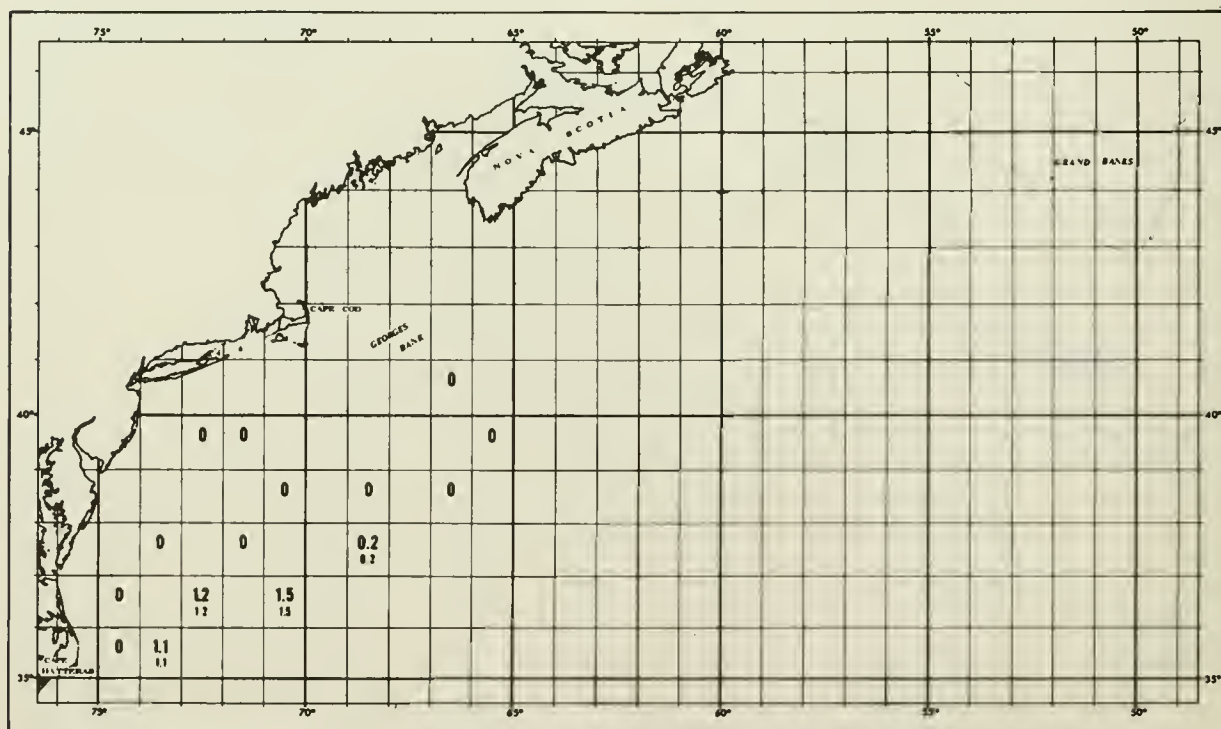 75° 70° 65° 60° 55° 50°
45° NOVA SCOTIA 45°
GRAND BANKS
CAPE COD
GEORGES
BANK
0
40° 40°
0 0 0
0 0 0
0 0 0.2
0.2
0 1.2 1.5
1.2 1.5
0 1.1
1.1
CAPE
HATTERAS
35° 35°
75° 70° 65° 60° 55° 50°